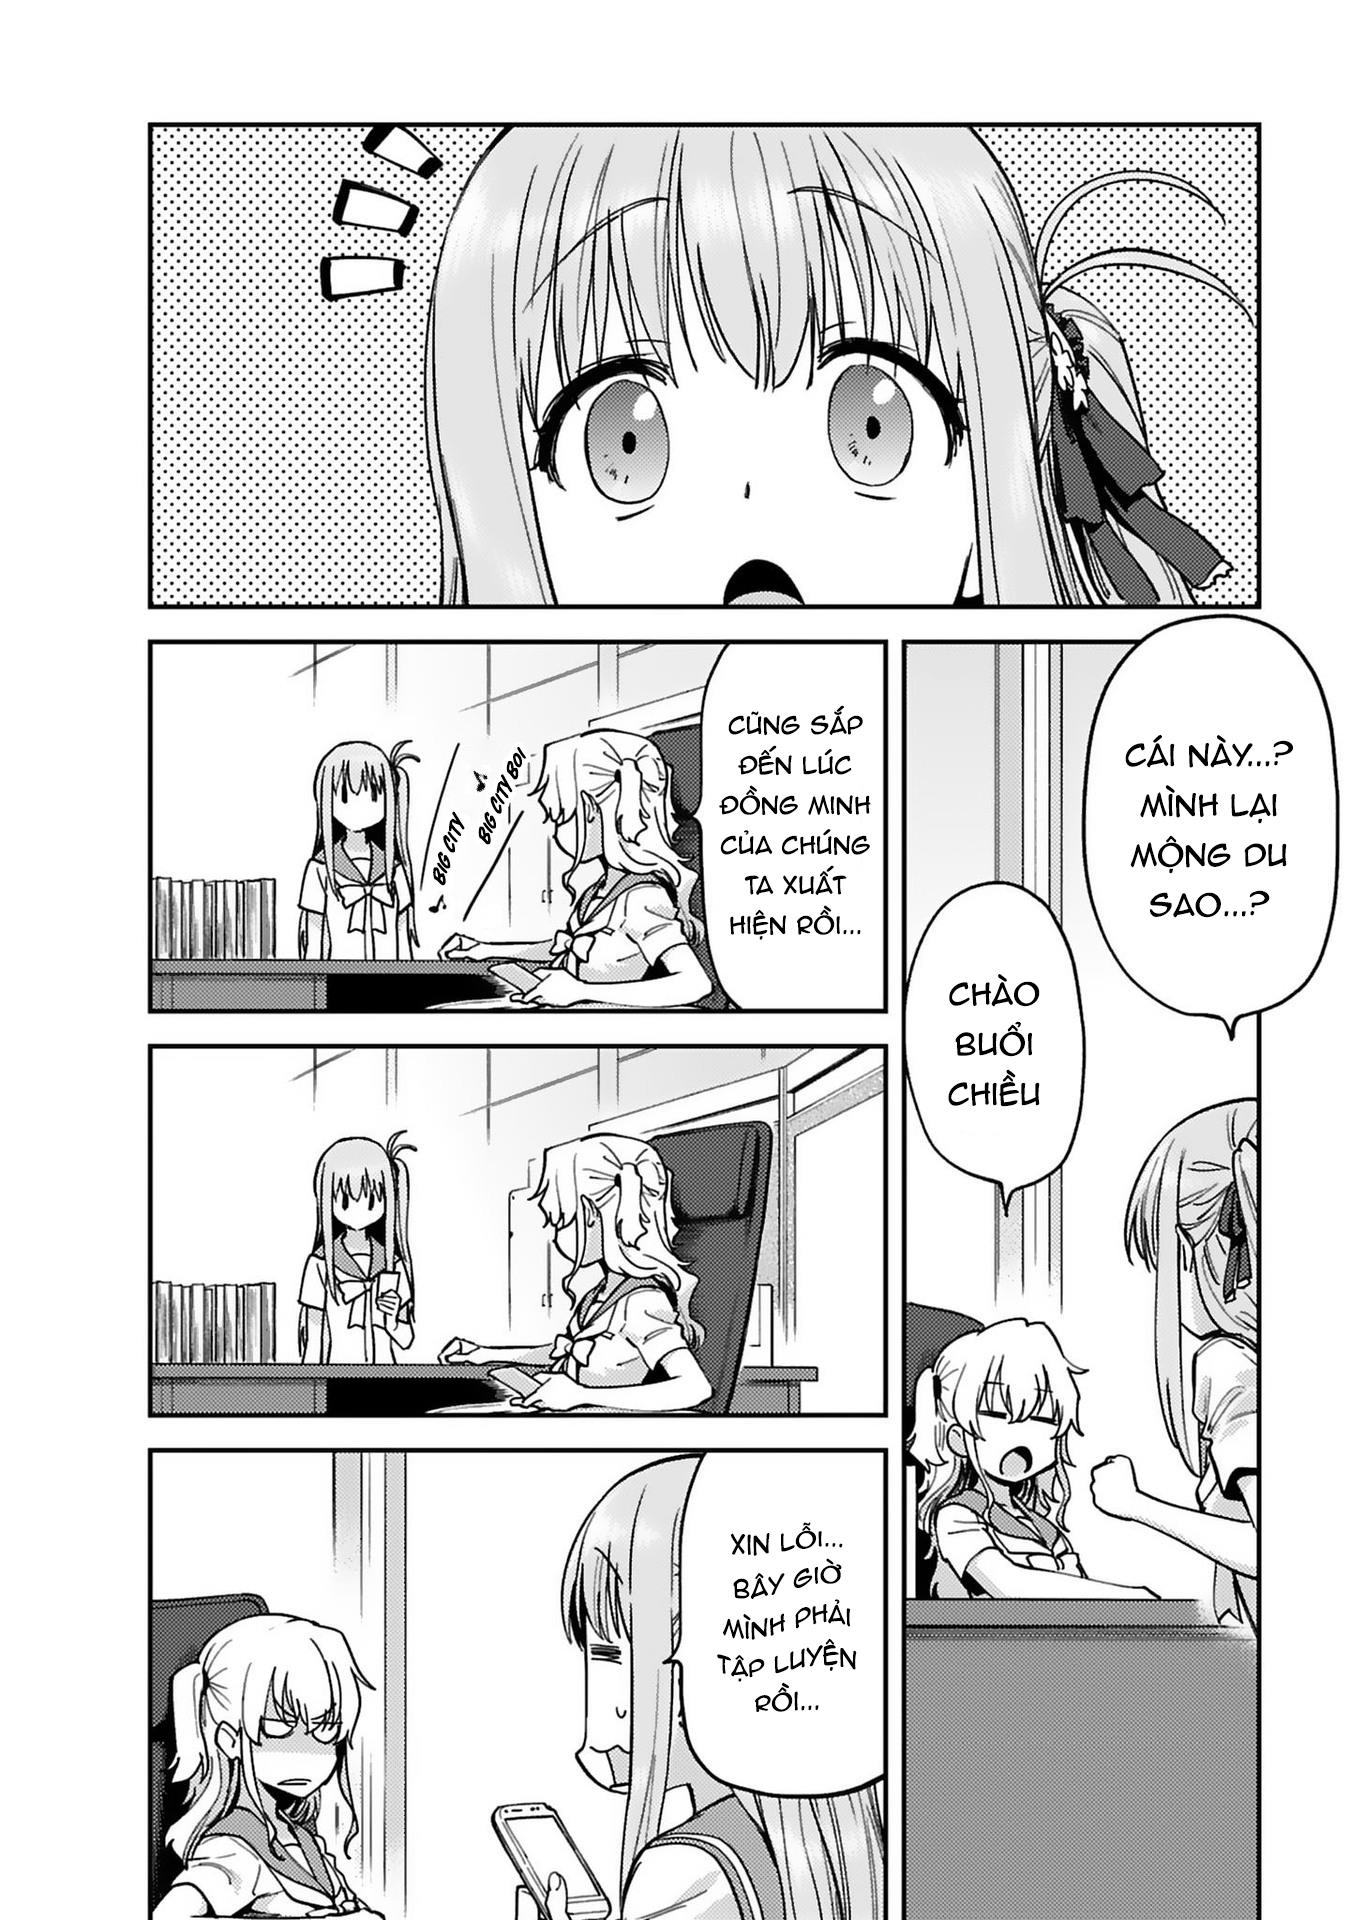 CÁI NÀY...?
MÌNH LẠI
MỘNG DU
SAO...?
CHÀO
BUỔI
CHIỀU
CŨNG SẮP
ĐẾN LÚC
ĐỒNG MINH
CỦA CHÚNG
TA XUẤT
HIỆN RỒI...
♪ BIG CITY ♪
BIG CITY BOI
XIN LỖI...
BÂY GIỜ
MÌNH PHẢI
TẬP LUYỆN
RỒI...